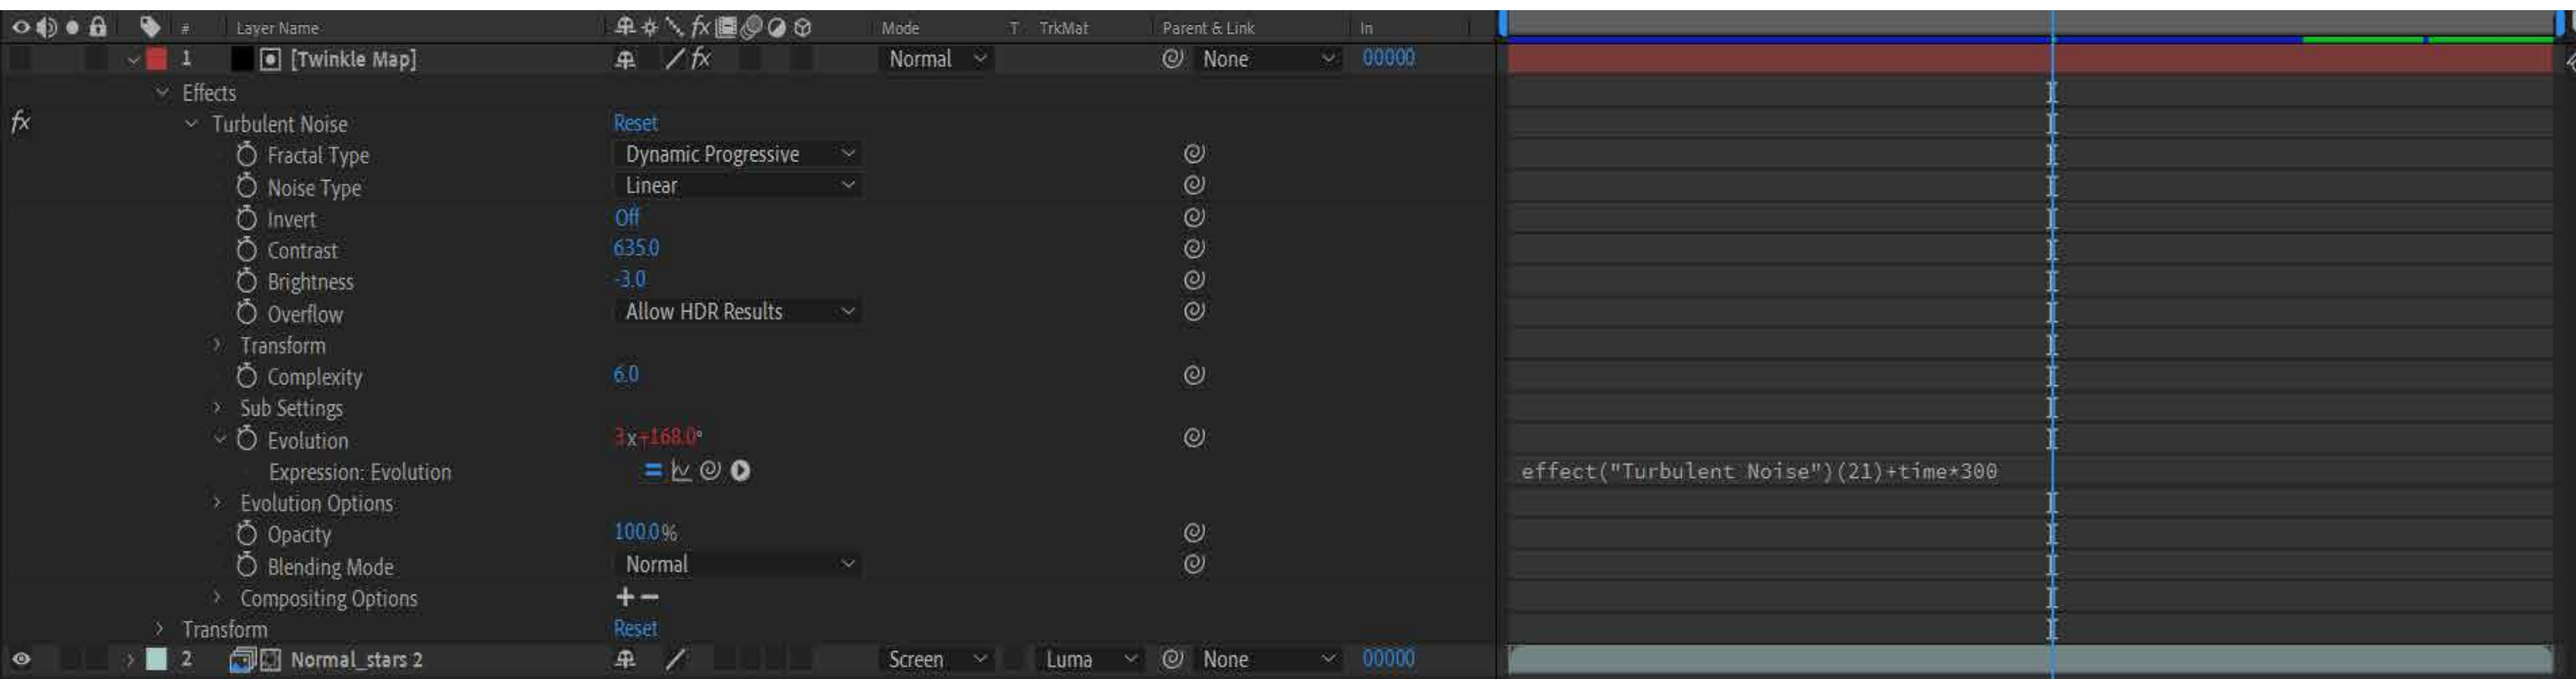 # Layer Name fx Mode T TrkMat Parent & Link In
1 [Twinkle Map] fx Normal None 00000
Effects
fx Turbulent Noise Reset
Fractal Type Dynamic Progressive
Noise Type Linear
Invert Off
Contrast 635.0
Brightness -3.0
Overflow Allow HDR Results
Transform
Complexity 6.0
Sub Settings
Evolution 3x+168.0°
Expression: Evolution effect("Turbulent Noise")(21)+time*300
Evolution Options
Opacity 100.0%
Blending Mode Normal
Compositing Options
Transform Reset
2 Normal_stars 2 Screen Luma None 00000